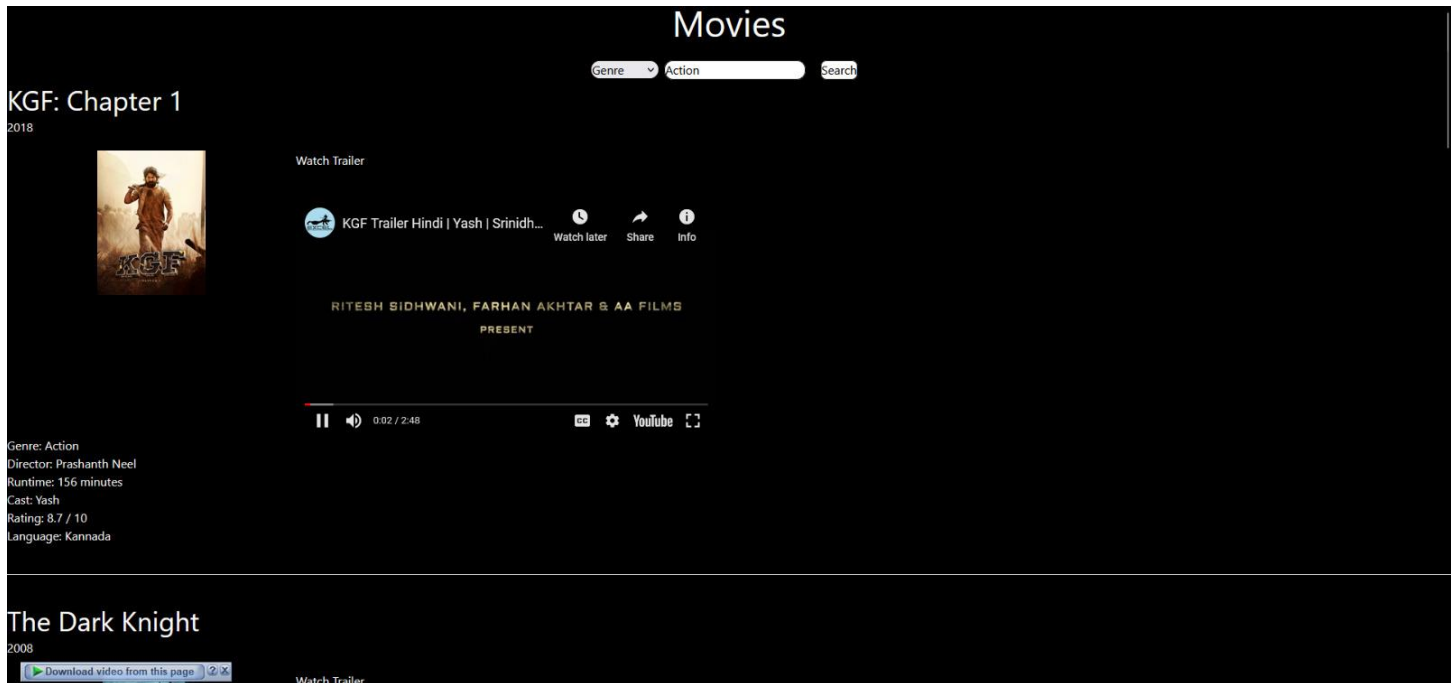 Movies
Genre Action Search
KGF: Chapter 1
2018
Watch Trailer
KGF
EXCEL
KGF Trailer Hindi | Yash | Srinidh...
Watch later Share Info
RITESH SIDHWANI, FARHAN AKHTAR & AA FILMS
PRESENT
0:02 / 2:48 CC YouTube
Genre: Action
Director: Prashanth Neel
Runtime: 156 minutes
Cast: Yash
Rating: 8.7 / 10
Language: Kannada
The Dark Knight
2008
Download video from this page ? X
Watch Trailer